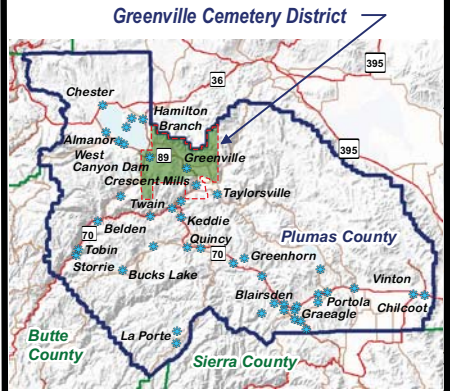 Greenville Cemetery District
395
36
Chester
Hamilton
Branch
395
Almanor
West
Canyon Dam
89
Greenville
Crescent Mills
Taylorsville
Twain
Keddie
Belden
70
Quincy
Plumas County
Tobin
70
Greenhorn
Storrie
Bucks Lake
Vinton
Blairsden
Portola
Chilcoot
Graeagle
Butte
County
La Porte
Sierra County